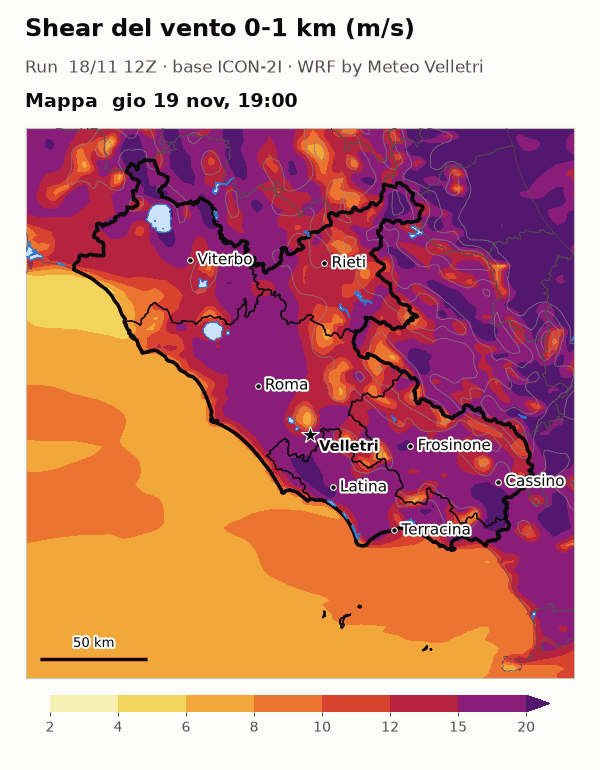 Shear del vento 0-1 km (m/s)
Run  18/11 12Z · base ICON-2I · WRF by Meteo Velletri
Mappa  gio 19 nov, 19:00
Viterbo
Rieti
Roma
Velletri
Frosinone
Cassino
Latina
Terracina
50 km
2 4 6 8 10 12 15 20